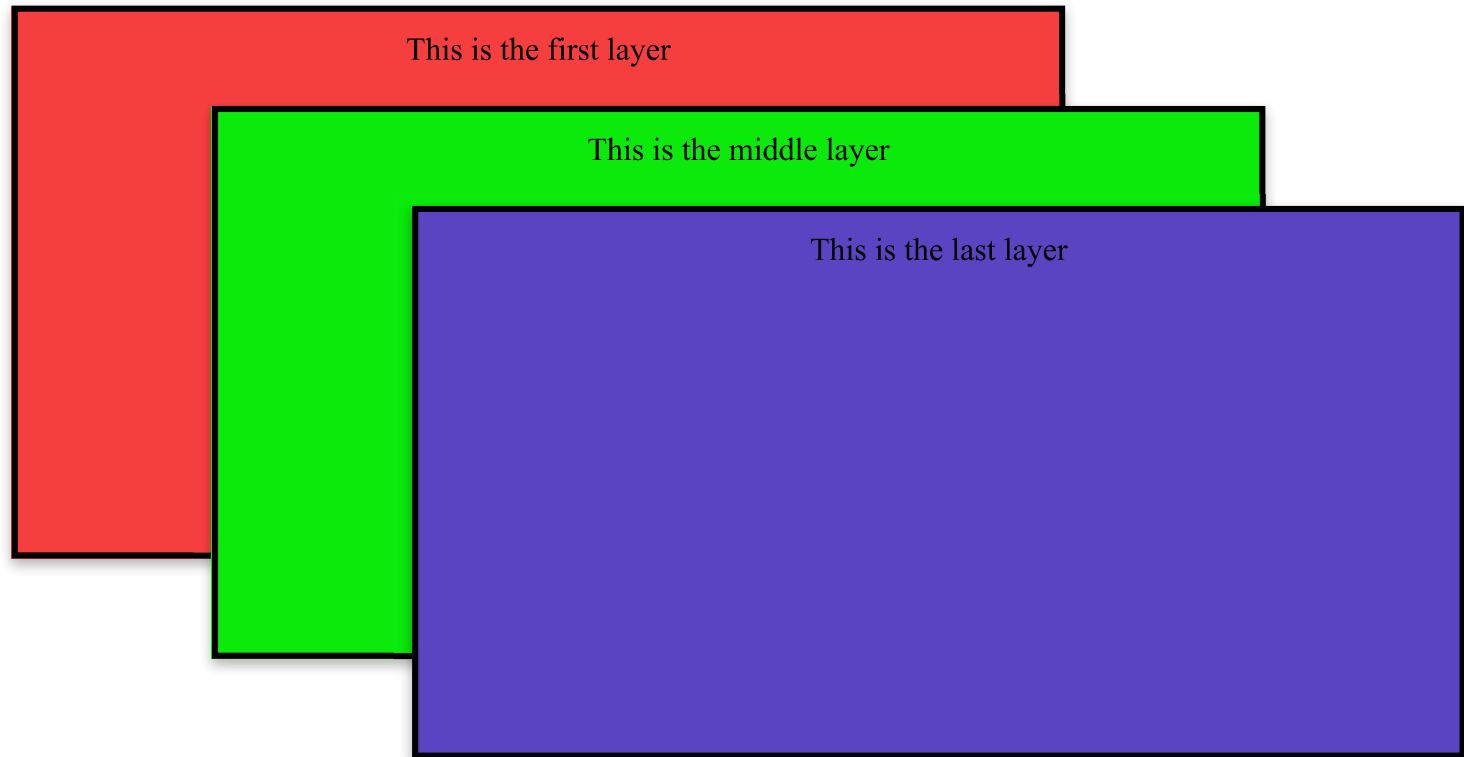 This is the first layer
This is the middle layer
This is the last layer